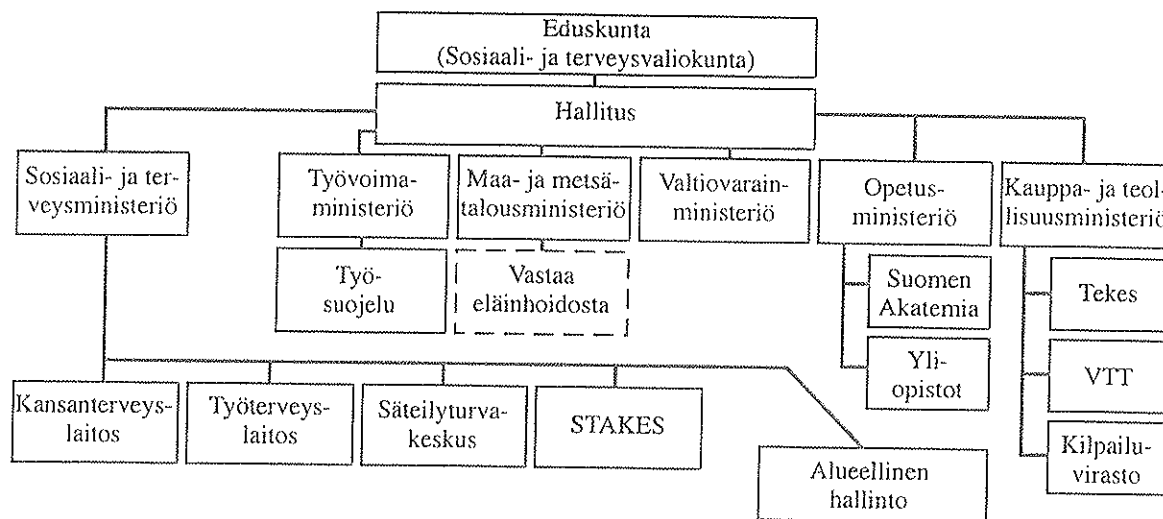 Eduskunta
(Sosiaali- ja terveysvaliokunta)
Hallitus
Sosiaali- ja ter-
veysministeriö
Työvoima-
ministeriö
Maa- ja metsä-
talousministeriö
Valtiovarain-
ministeriö
Opetus-
ministeriö
Kauppa- ja teol-
lisuusministeriö
Työ-
suojelu
Vastaa
eläinhoidosta
Suomen
Akatemia
Yli-
opistot
Tekes
VTT
Kilpailu-
virasto
Kansanterveys-
laitos
Työterveys-
laitos
Säteilyturva-
keskus
STAKES
Alueellinen
hallinto